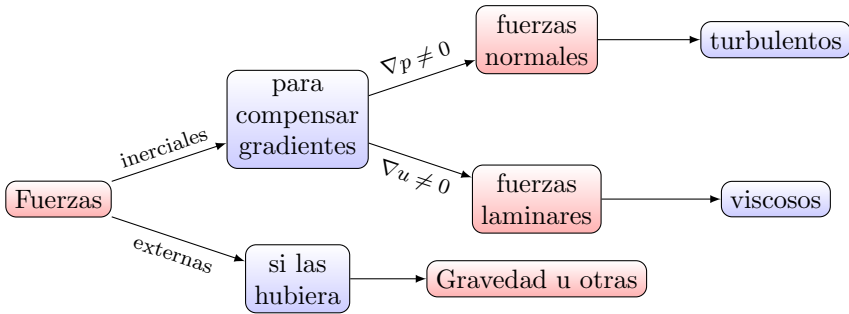 Fuerzas
inerciales
para
compensar
gradientes
∇p ≠ 0
fuerzas
normales
turbulentos
∇u ≠ 0
fuerzas
laminares
viscosos
externas
si las
hubiera
Gravedad u otras